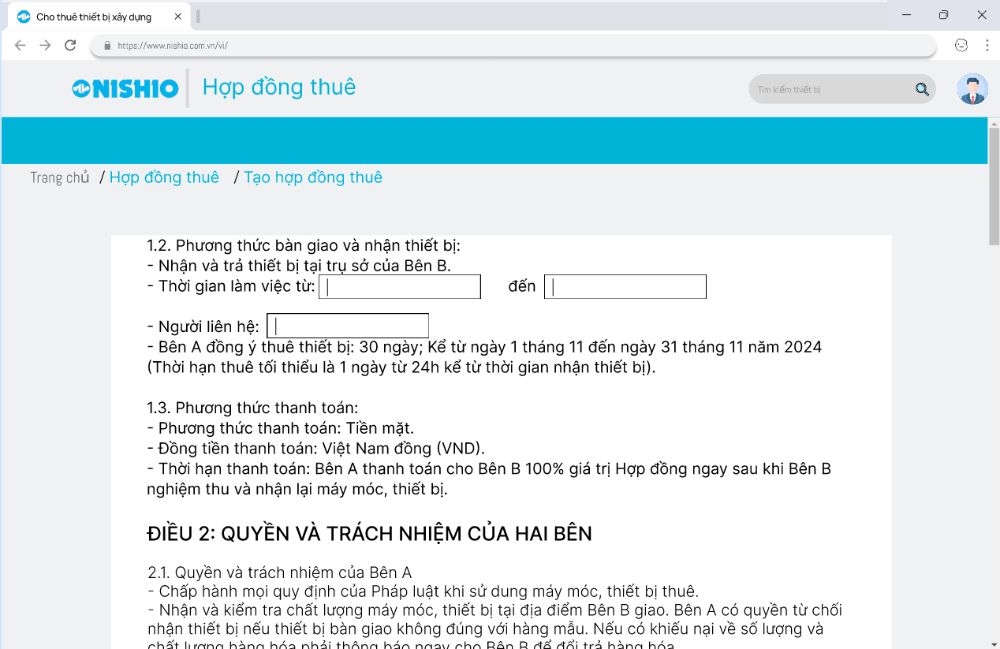 Cho thuê thiết bị xây dựng
https://www.nishio.com.vn/vi/
NISHIO
Hợp đồng thuê
Tìm kiếm thiết bị
Trang chủ / Hợp đồng thuê / Tạo hợp đồng thuê
1.2. Phương thức bàn giao và nhận thiết bị:
- Nhận và trả thiết bị tại trụ sở của Bên B.
- Thời gian làm việc từ: đến
- Người liên hệ:
- Bên A đồng ý thuê thiết bị: 30 ngày; Kể từ ngày 1 tháng 11 đến ngày 31 tháng 11 năm 2024
(Thời hạn thuê tối thiểu là 1 ngày từ 24h kể từ thời gian nhận thiết bị).
1.3. Phương thức thanh toán:
- Phương thức thanh toán: Tiền mặt.
- Đồng tiền thanh toán: Việt Nam đồng (VND).
- Thời hạn thanh toán: Bên A thanh toán cho Bên B 100% giá trị Hợp đồng ngay sau khi Bên B
nghiệm thu và nhận lại máy móc, thiết bị.
ĐIỀU 2: QUYỀN VÀ TRÁCH NHIỆM CỦA HAI BÊN
2.1. Quyền và trách nhiệm của Bên A
- Chấp hành mọi quy định của Pháp luật khi sử dung máy móc, thiết bị thuê.
- Nhận và kiểm tra chất lượng máy móc, thiết bị tại địa điểm Bên B giao. Bên A có quyền từ chối
nhận thiết bị nếu thiết bị bàn giao không đúng với hàng mẫu. Nếu có khiếu nại về số lượng và
chất lượng hàng hóa phải thông báo ngay cho Bên B để đổi trả hàng hóa.